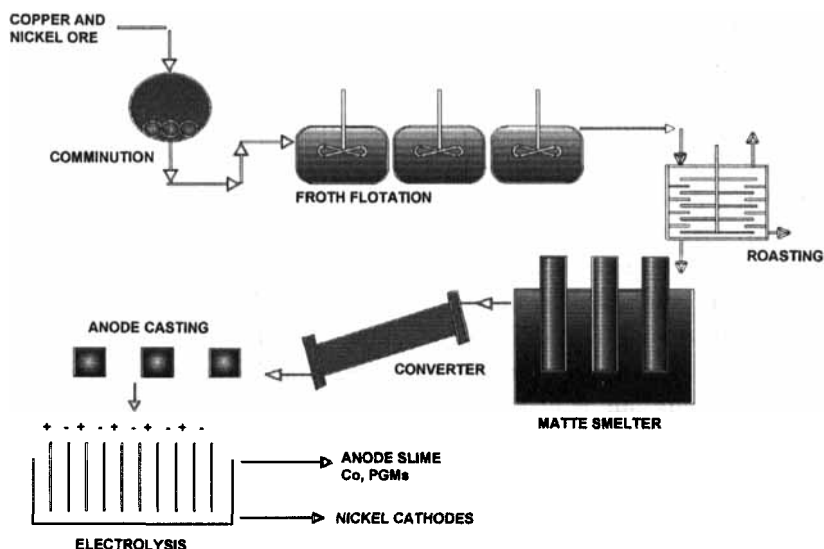 COPPER AND
NICKEL ORE
COMMINUTION
FROTH FLOTATION
ROASTING
ANODE CASTING
CONVERTER
MATTE SMELTER
+ - + - + - + - + -
ANODE SLIME
Co, PGMs
NICKEL CATHODES
ELECTROLYSIS